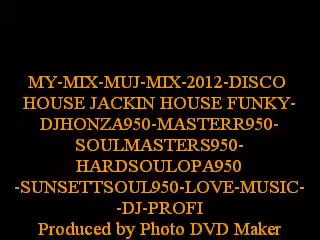 MY-MIX-MUJ-MIX-2012-DISCO
HOUSE JACKIN HOUSE FUNKY-
DJHONZA950-MASTERR950-
SOULMASTERS950-
HARDSOULOPA950
-SUNSETTSOUL950-LOVE-MUSIC-
-DJ-PROFI
Produced by Photo DVD Maker